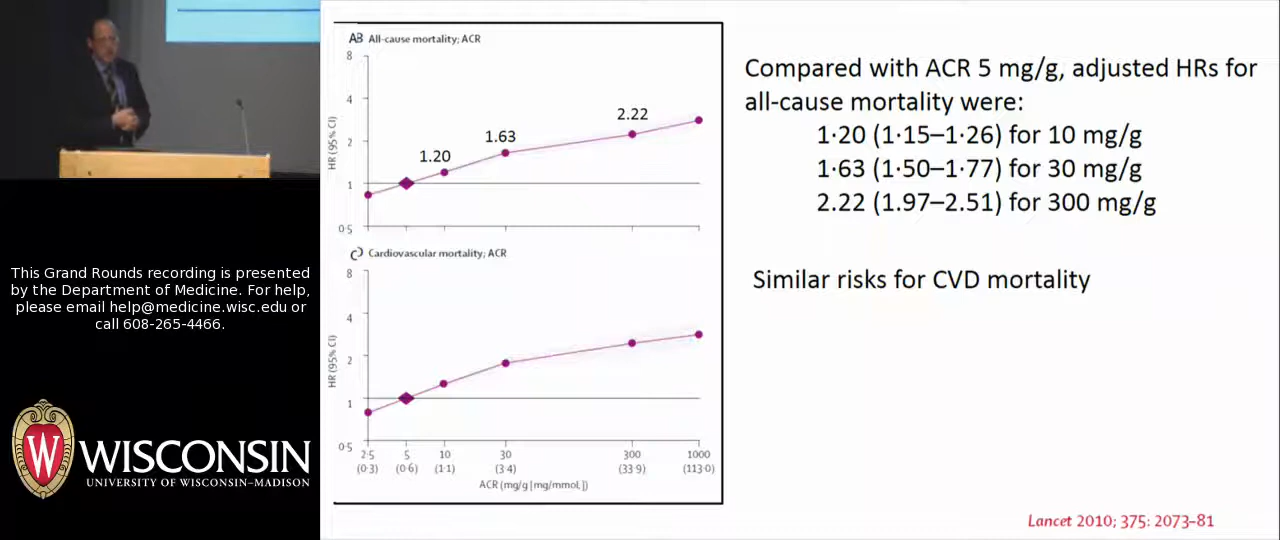 This Grand Rounds recording is presented
by the Department of Medicine. For help,
please email help@medicine.wisc.edu or
call 608-265-4466.
W
WISCONSIN
UNIVERSITY OF WISCONSIN–MADISON
AB All-cause mortality; ACR
HR (95% CI)
8
4
2
1
0·5
1.20
1.63
2.22
C Cardiovascular mortality; ACR
HR (95% CI)
8
4
2
1
0·5
2·5 5 10 30 300 1000
(0·3) (0·6) (1·1) (3·4) (33·9) (113·0)
ACR (mg/g [mg/mmol])
Compared with ACR 5 mg/g, adjusted HRs for
all-cause mortality were:
1·20 (1·15–1·26) for 10 mg/g
1·63 (1·50–1·77) for 30 mg/g
2.22 (1.97–2.51) for 300 mg/g
Similar risks for CVD mortality
Lancet 2010; 375: 2073–81